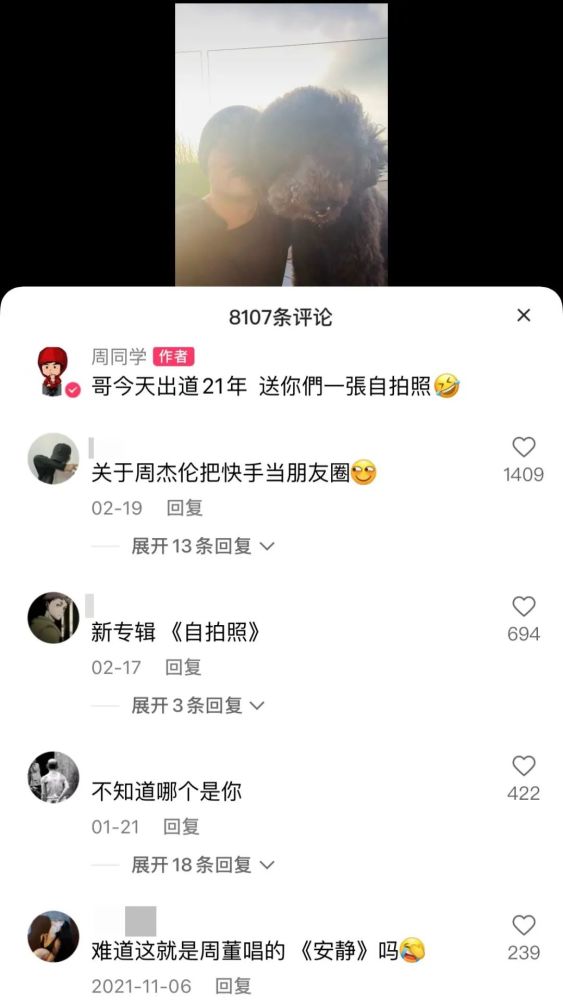 8107条评论
周同学 作者
哥今天出道21年 送你們一張自拍照🤣
关于周杰伦把快手当朋友圈
1409
02-19 回复
展开13条回复
新专辑《自拍照》
694
02-17 回复
展开3条回复
不知道哪个是你
422
01-21 回复
展开18条回复
难道这就是周董唱的《安静》吗
239
2021-11-06 回复